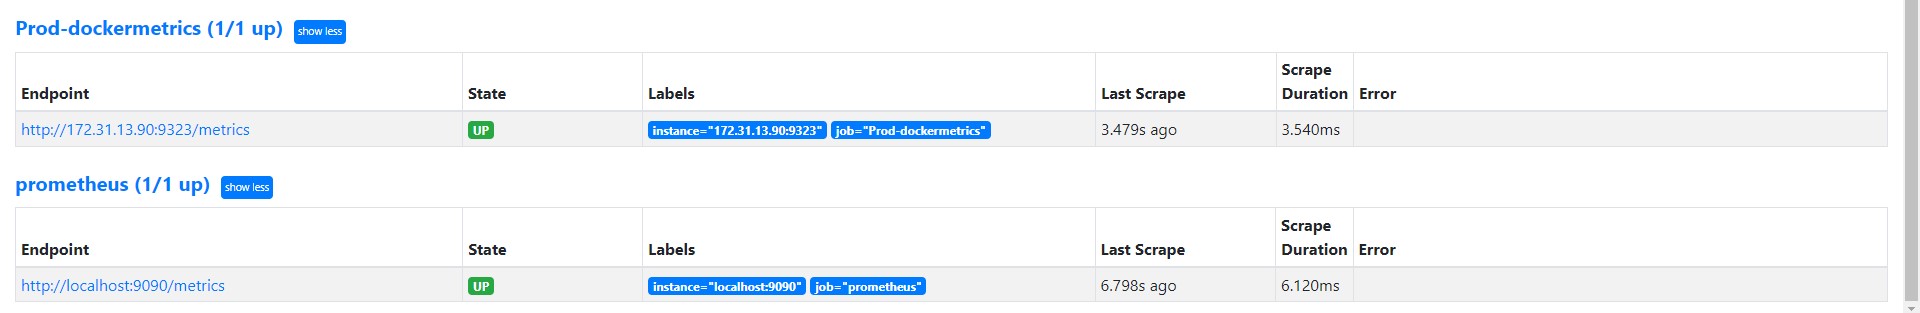 Prod-dockermetrics (1/1 up) show less
Endpoint State Labels Last Scrape Scrape Duration Error
http://172.31.13.90:9323/metrics UP instance="172.31.13.90:9323" job="Prod-dockermetrics" 3.479s ago 3.540ms
prometheus (1/1 up) show less
Endpoint State Labels Last Scrape Scrape Duration Error
http://localhost:9090/metrics UP instance="localhost:9090" job="prometheus" 6.798s ago 6.120ms